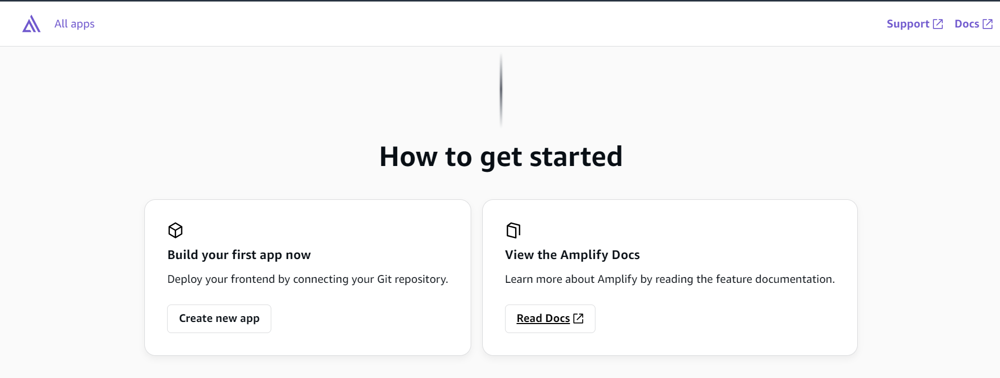 All apps
Support
Docs
How to get started
Build your first app now
Deploy your frontend by connecting your Git repository.
Create new app
View the Amplify Docs
Learn more about Amplify by reading the feature documentation.
Read Docs